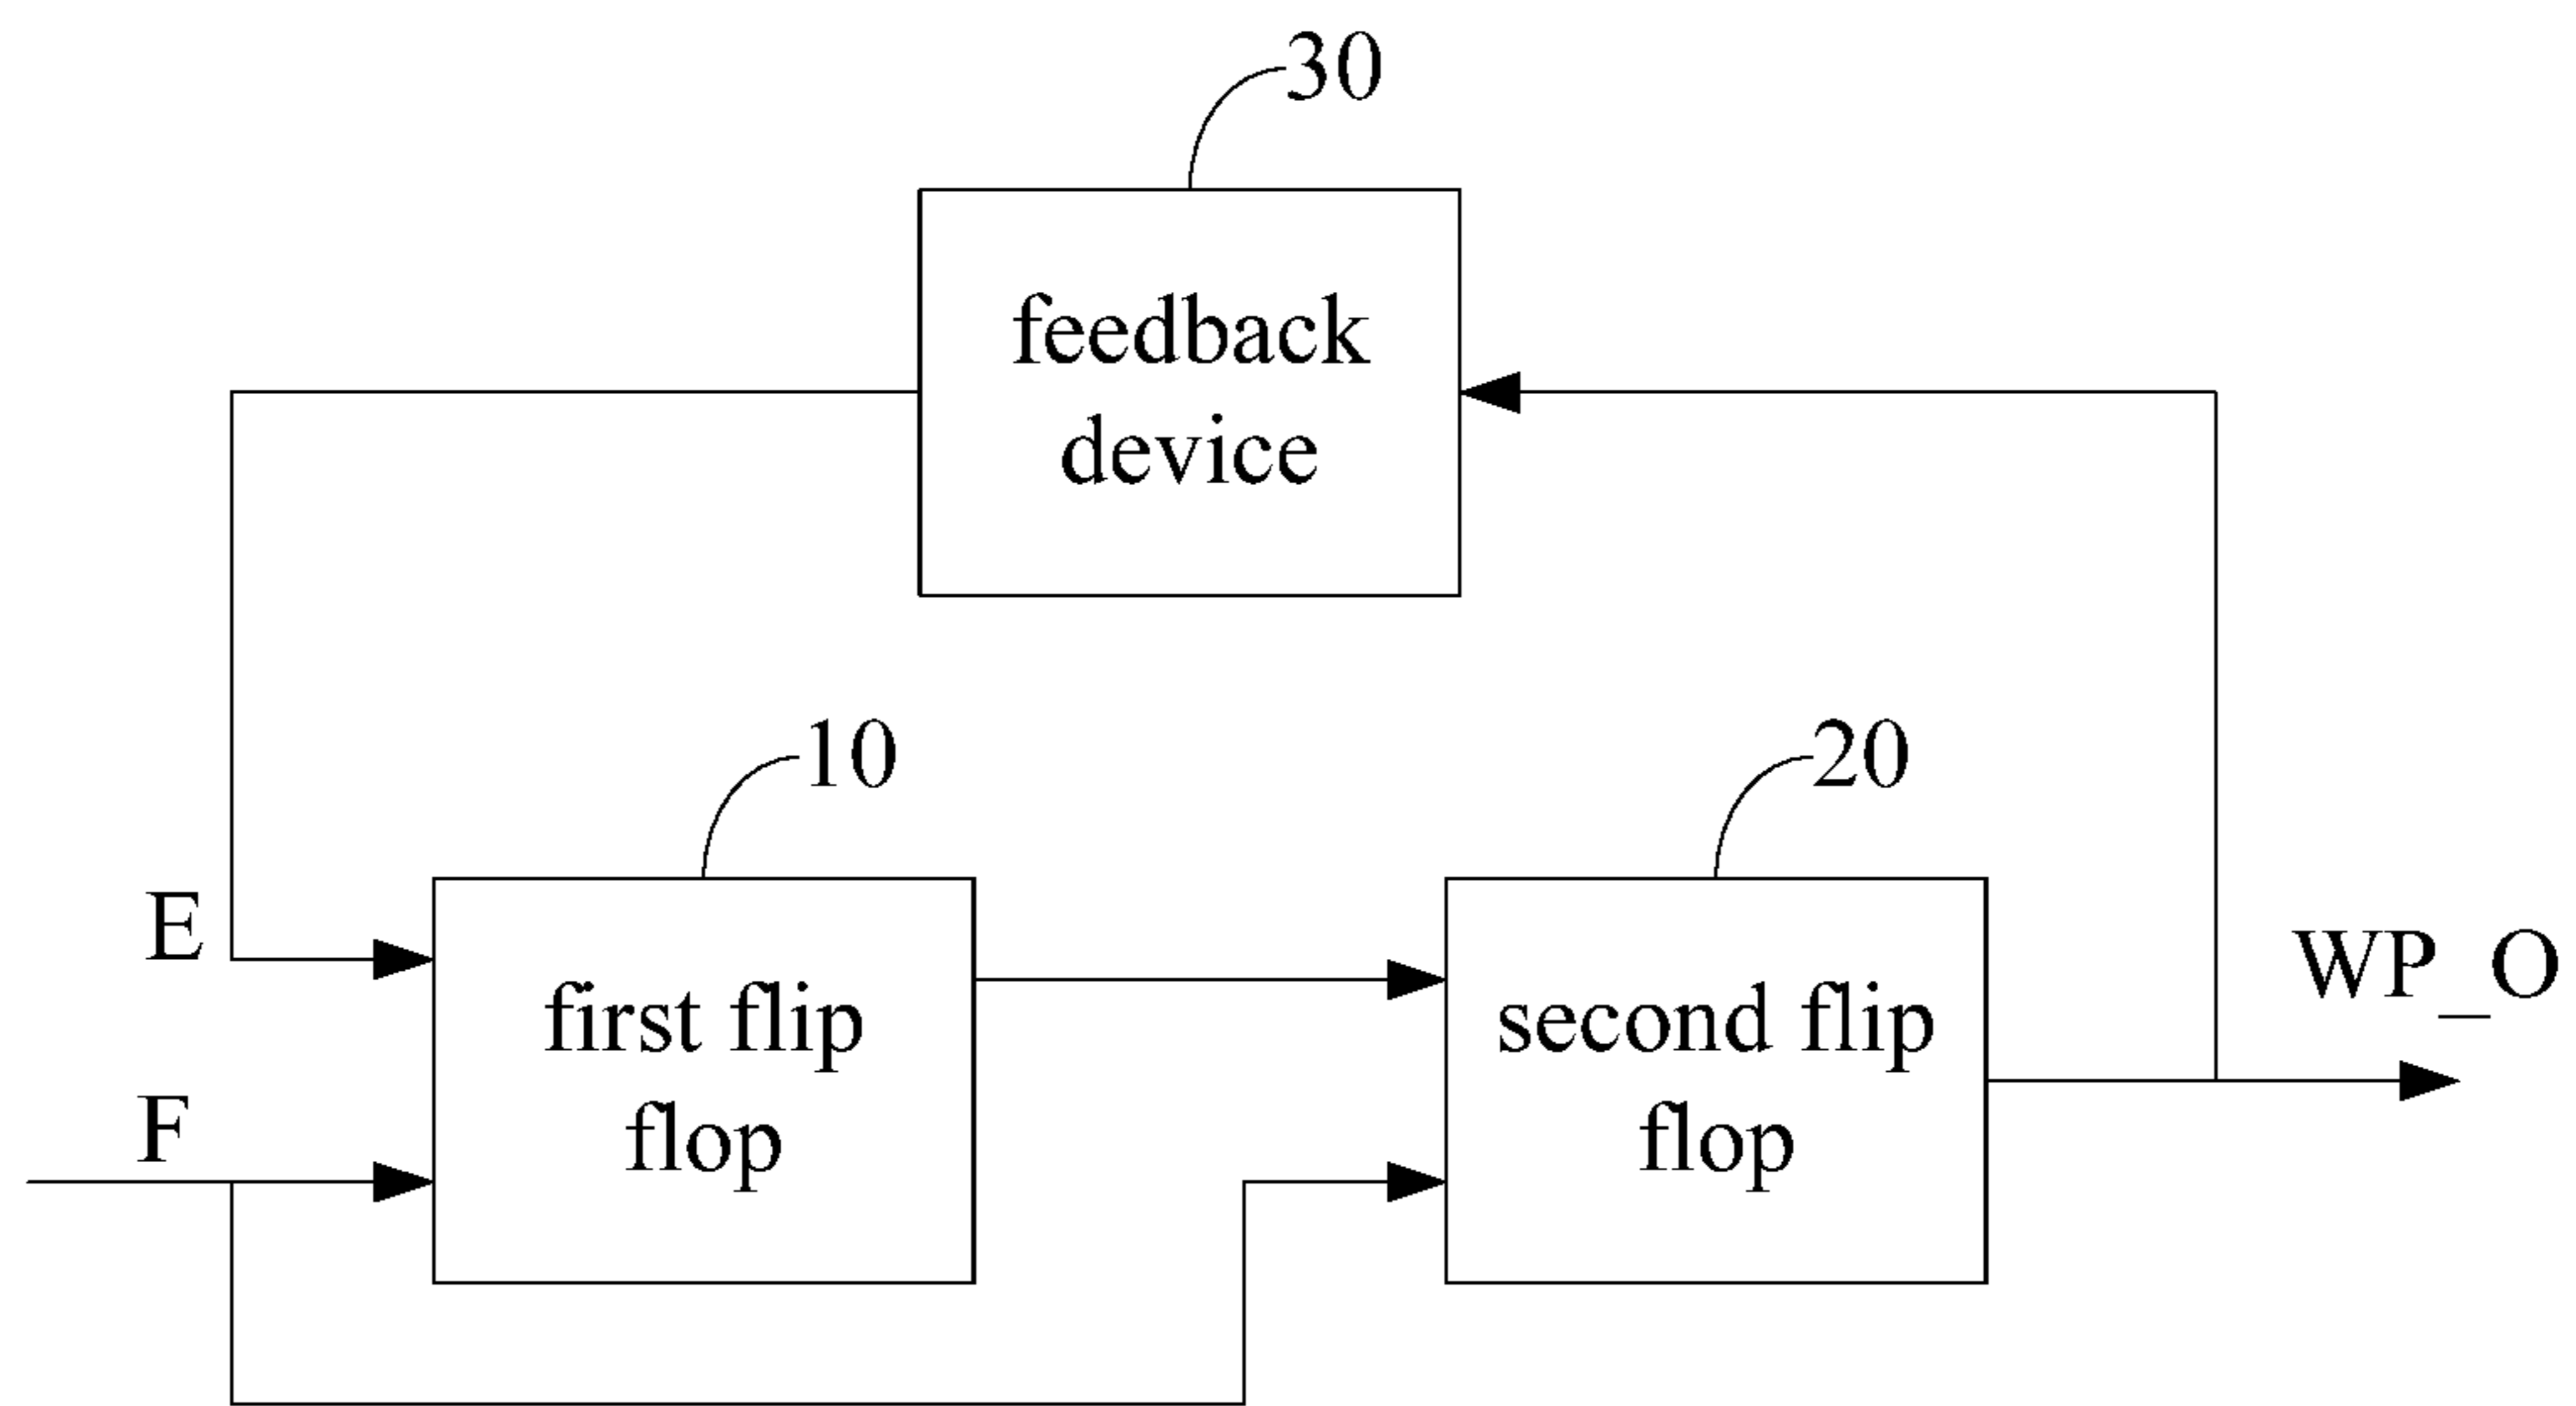 30
feedback
device
10
20
E
first flip
flop
second flip
flop
WP_O
F